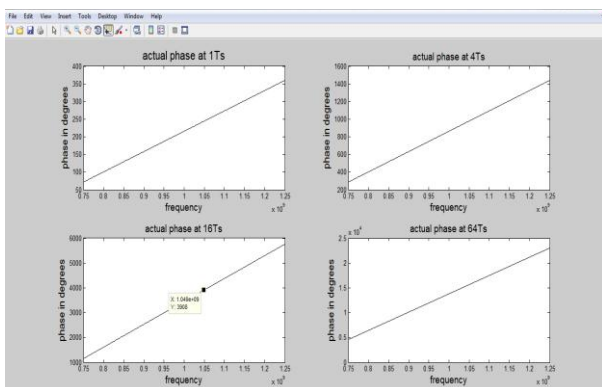 File Edit View Insert Tools Desktop Window Help
actual phase at 1Ts
phase in degrees
400
350
300
250
200
150
100
50
0.75 0.8 0.85 0.9 0.95 1 1.05 1.1 1.15 1.2 1.25
frequency
actual phase at 4Ts
phase in degrees
1600
1400
1200
1000
800
600
400
200
0.75 0.8 0.85 0.9 0.95 1 1.05 1.1 1.15 1.2 1.25
frequency
actual phase at 16Ts
phase in degrees
6000
5000
4000
3000
2000
1000
0.75 0.8 0.85 0.9 0.95 1 1.05 1.1 1.15 1.2 1.25
frequency
actual phase at 64Ts
phase in degrees
x 10⁴
2.5
2
1.5
1
0.5
0
0.75 0.8 0.85 0.9 0.95 1 1.05 1.1 1.15 1.2 1.25
frequency